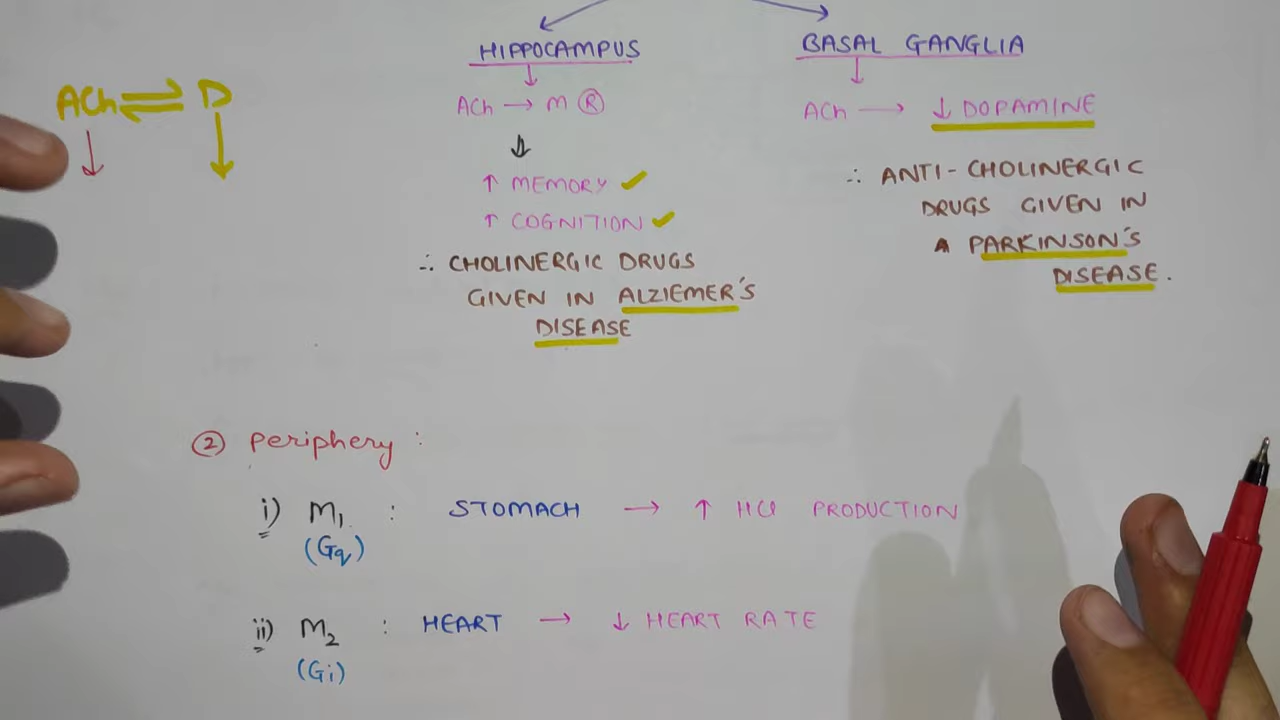 HIPPOCAMPUS
BASAL GANGLIA
ACh ⇌ D
↓ ↓
ACh → m Ⓡ
ACh → ↓ DOPAMINE
↓
↑ MEMORY ✓
↑ COGNITION ✓
∴ CHOLINERGIC DRUGS
GIVEN IN ALZIEMER'S
DISEASE
∴ ANTI-CHOLINERGIC
DRUGS GIVEN IN
PARKINSON'S
DISEASE.
② Periphery :
i) M₁ : STOMACH → ↑ HCl PRODUCTION
(Gq)
ii) M₂ : HEART → ↓ HEART RATE
(Gi)